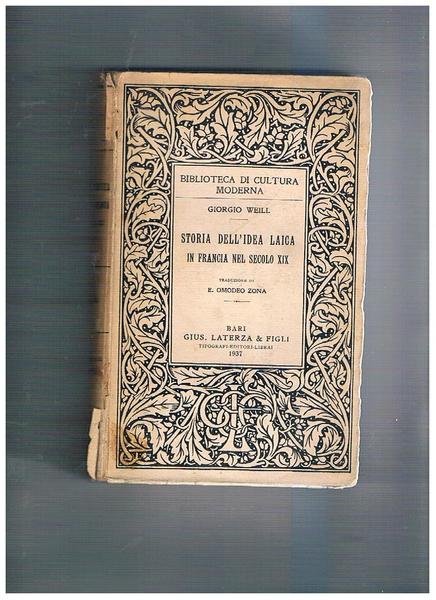 BIBLIOTECA DI CULTURA
MODERNA
GIORGIO WEILL
STORIA DELL'IDEA LAICA
IN FRANCIA NEL SECOLO XIX
TRADUZIONE DI
E. OMODEO ZONA
BARI
GIUS. LATERZA & FIGLI
TIPOGRAFI-EDITORI-LIBRAI
1937